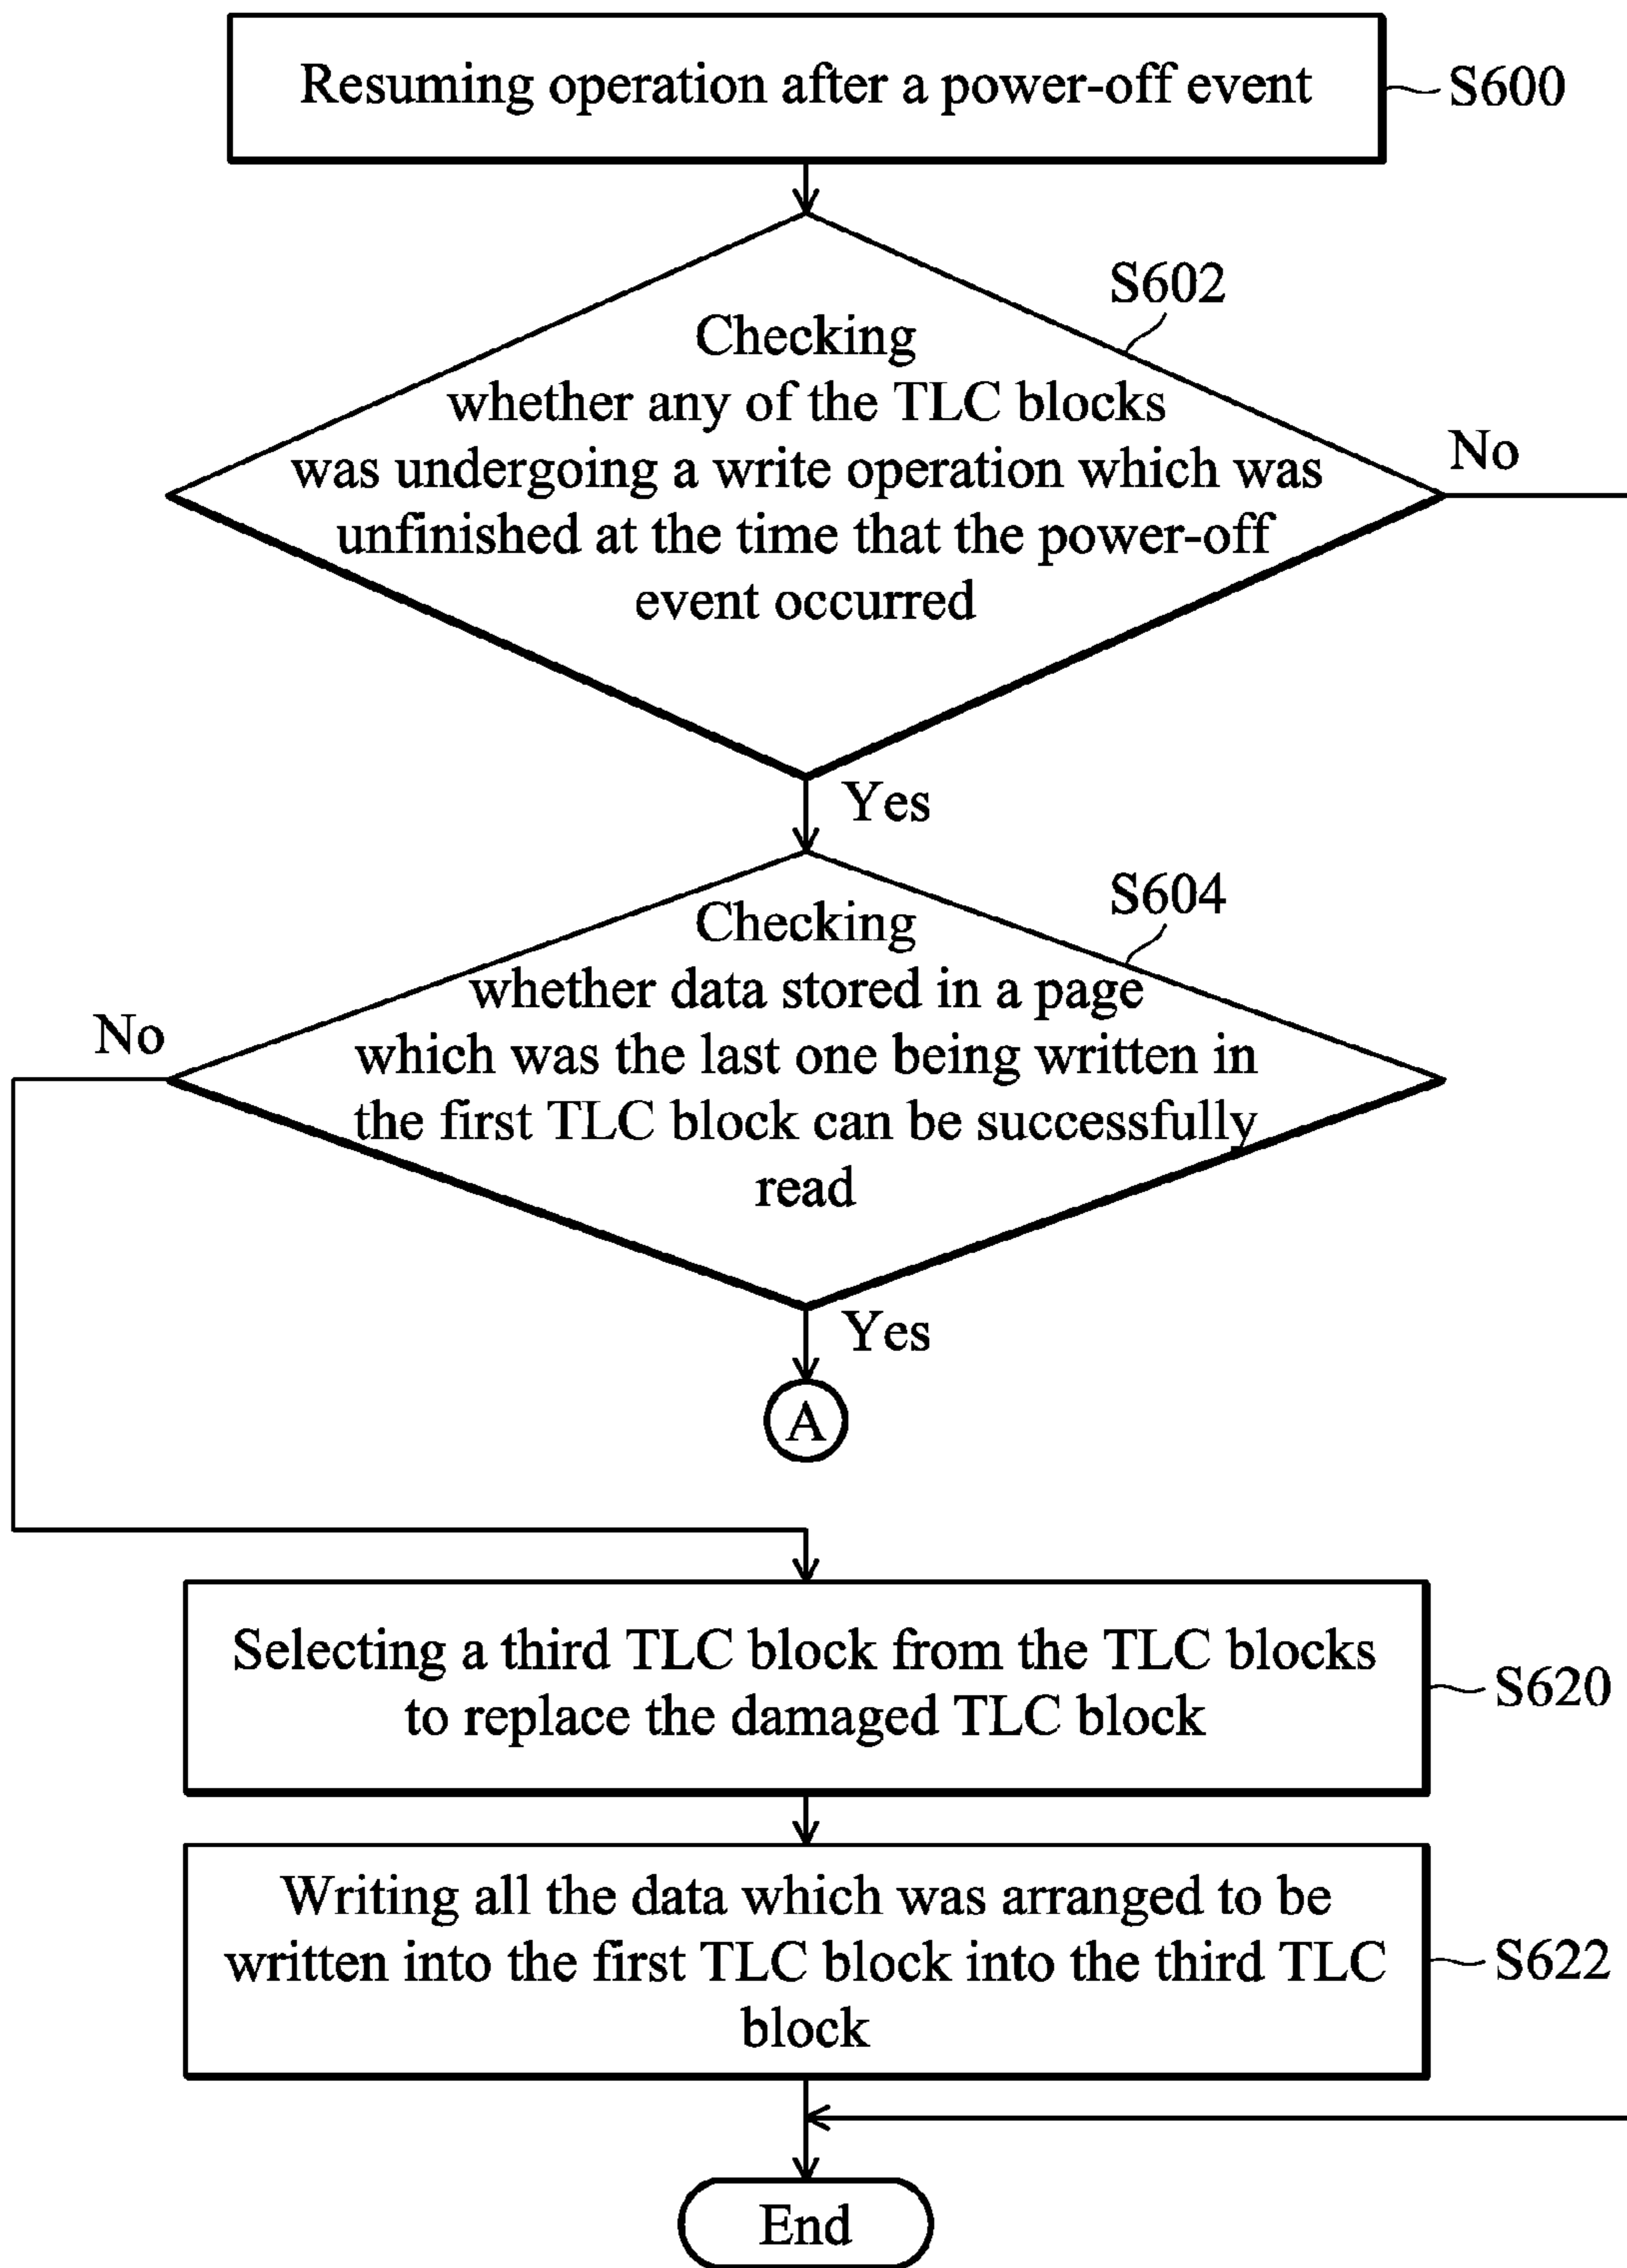 Resuming operation after a power-off event
S600
S602
Checking
whether any of the TLC blocks
was undergoing a write operation which was
unfinished at the time that the power-off
event occurred
No
Yes
S604
Checking
whether data stored in a page
which was the last one being written in
the first TLC block can be successfully
read
No
Yes
A
Selecting a third TLC block from the TLC blocks
to replace the damaged TLC block
S620
Writing all the data which was arranged to be
written into the first TLC block into the third TLC
block
S622
End